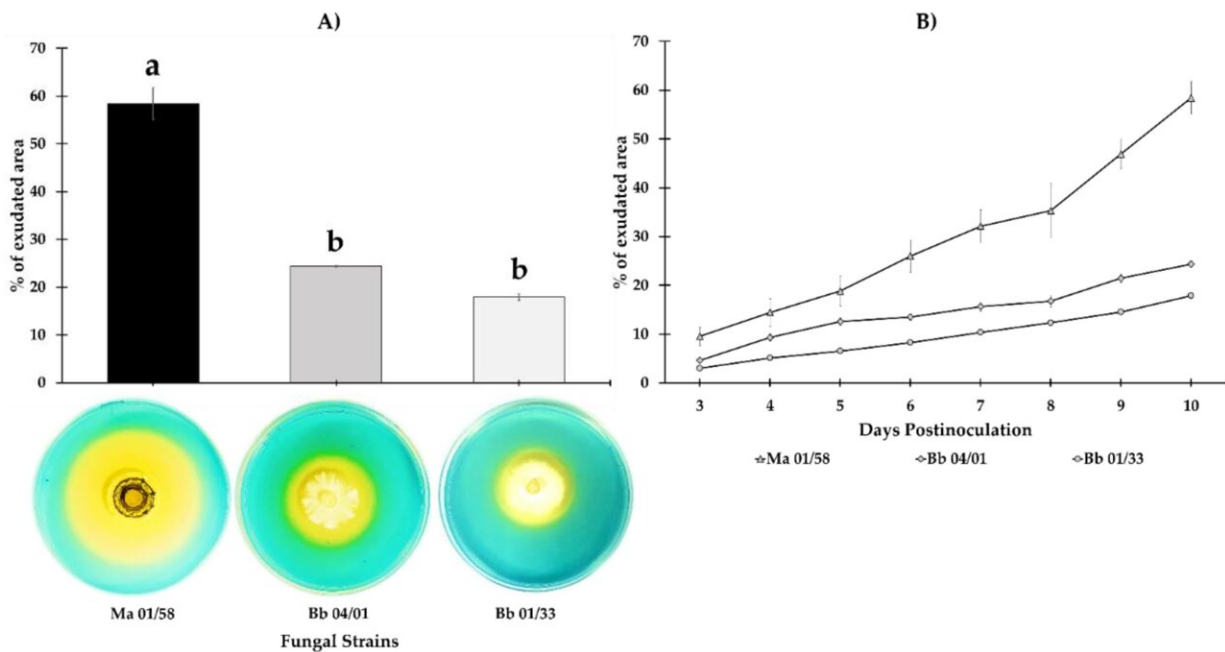 A)
70
60
50
40
30
20
10
0
% of exudated area
a
b
b
Ma 01/58
Bb 04/01
Bb 01/33
Fungal Strains
B)
70
60
50
40
30
20
10
0
% of exudated area
3 4 5 6 7 8 9 10
Days Postinoculation
Ma 01/58 Bb 04/01 Bb 01/33